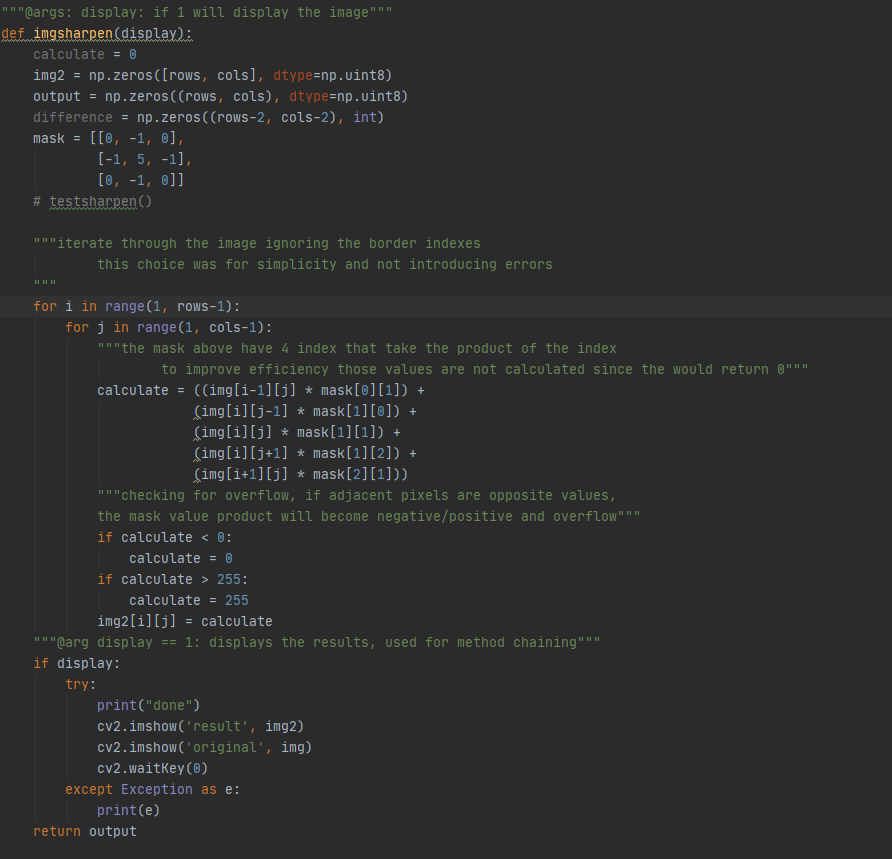 """@args: display: if 1 will display the image"""
def imgsharpen(display):
    calculate = 0
    img2 = np.zeros([rows, cols], dtype=np.uint8)
    output = np.zeros((rows, cols), dtype=np.uint8)
    difference = np.zeros((rows-2, cols-2), int)
    mask = [[0, -1, 0],
            [-1, 5, -1],
            [0, -1, 0]]
    # testsharpen()

    """iterate through the image ignoring the border indexes
            this choice was for simplicity and not introducing errors
    """
    for i in range(1, rows-1):
        for j in range(1, cols-1):
            """the mask above have 4 index that take the product of the index
                    to improve efficiency those values are not calculated since the would return 0"""
            calculate = ((img[i-1][j] * mask[0][1]) +
                        (img[i][j-1] * mask[1][0]) +
                        (img[i][j] * mask[1][1]) +
                        (img[i][j+1] * mask[1][2]) +
                        (img[i+1][j] * mask[2][1]))
            """checking for overflow, if adjacent pixels are opposite values,
            the mask value product will become negative/positive and overflow"""
            if calculate < 0:
                calculate = 0
            if calculate > 255:
                calculate = 255
            img2[i][j] = calculate
    """@arg display == 1: displays the results, used for method chaining"""
    if display:
        try:
            print("done")
            cv2.imshow('result', img2)
            cv2.imshow('original', img)
            cv2.waitKey(0)
        except Exception as e:
            print(e)
    return output